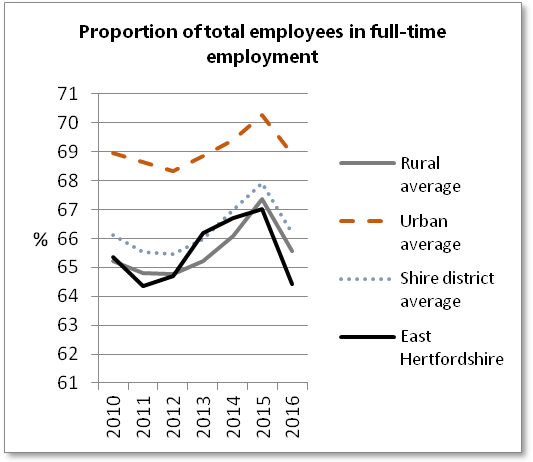 Proportion of total employees in full-time
employment
71
70
69
68
67
66
65
64
63
62
61
%
2010
2011
2012
2013
2014
2015
2016
Rural
average
Urban
average
Shire district
average
East
Hertfordshire